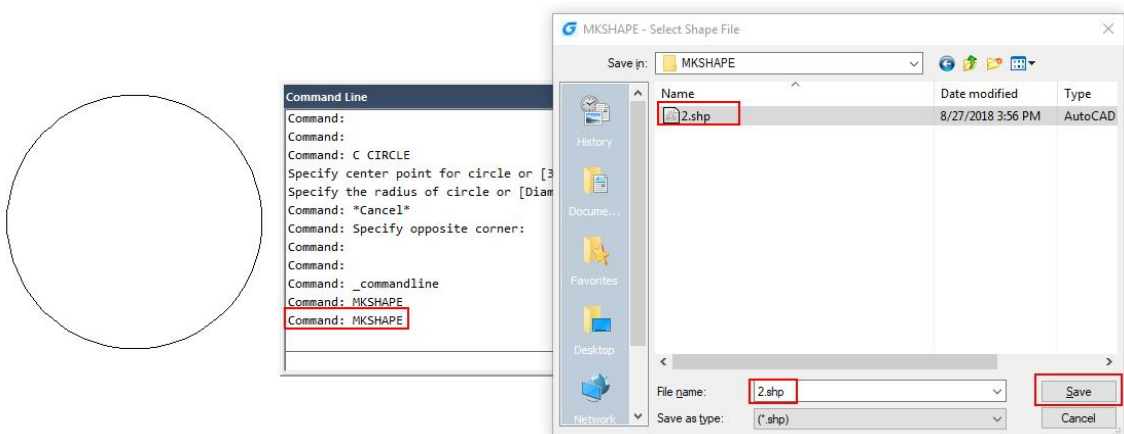 MKSHAPE - Select Shape File
Save in: MKSHAPE
Command Line
Command:
Command:
Command: C CIRCLE
Specify center point for circle or [3
Specify the radius of circle or [Diam
Command: *Cancel*
Command: Specify opposite corner:
Command:
Command:
Command: _commandline
Command: MKSHAPE
Command: MKSHAPE
History
Docume...
Favorites
Desktop
Network
Name Date modified Type
2.shp 8/27/2018 3:56 PM AutoCAD
File name: 2.shp Save
Save as type: (*.shp) Cancel